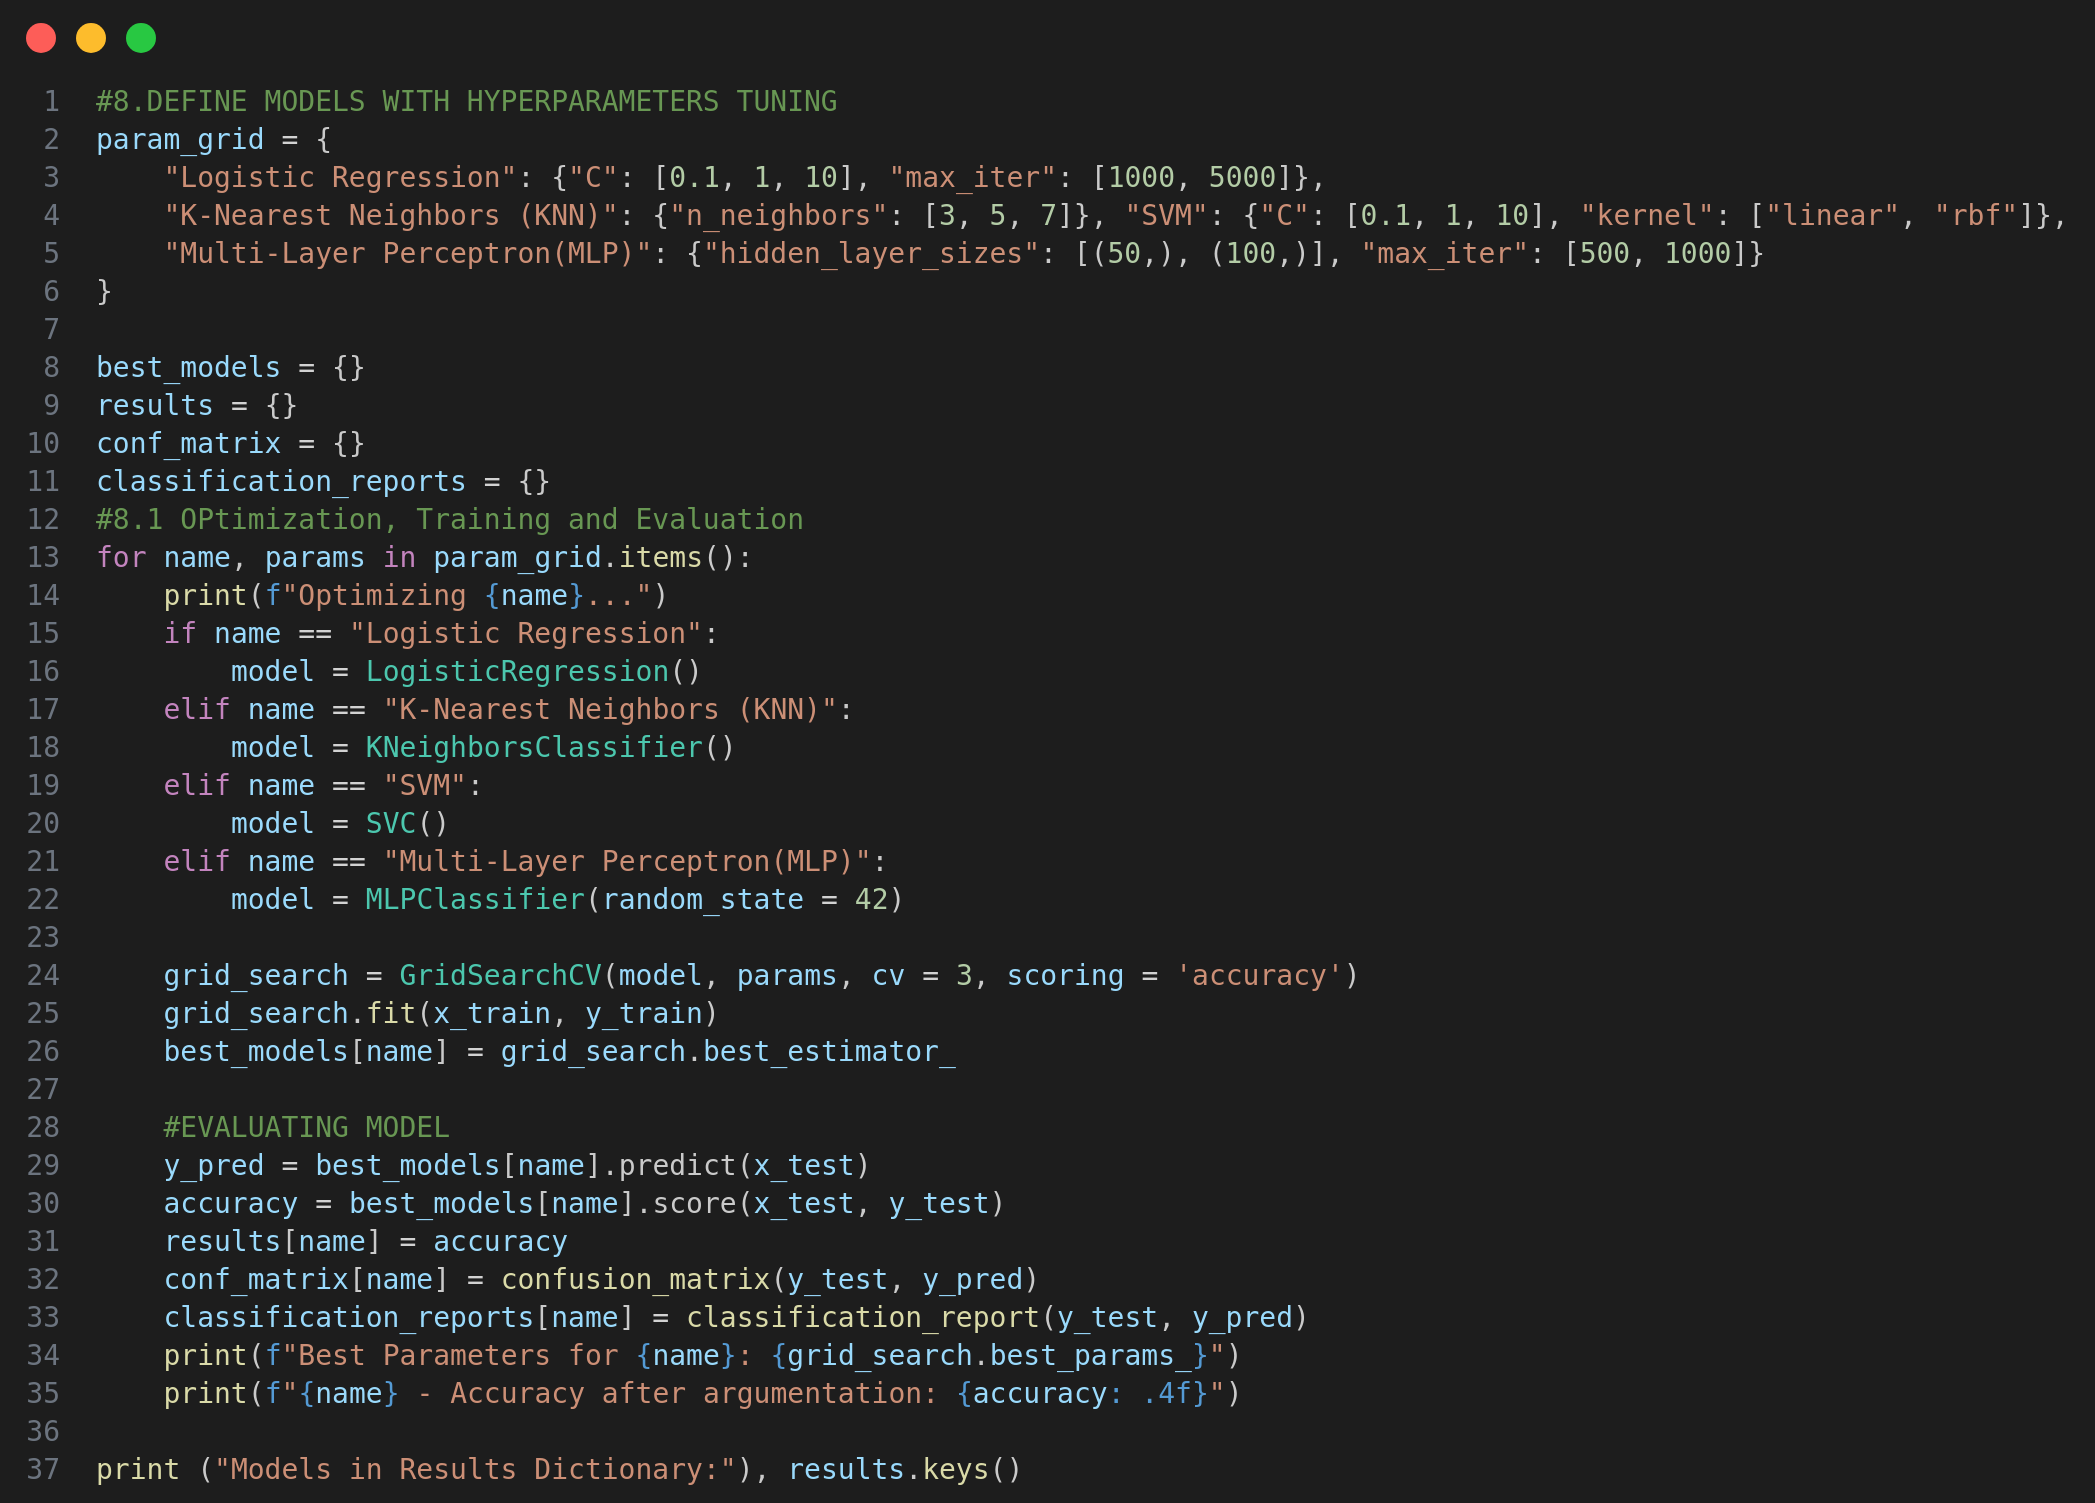 1 #8.DEFINE MODELS WITH HYPERPARAMETERS TUNING
2 param_grid = {
3     "Logistic Regression": {"C": [0.1, 1, 10], "max_iter": [1000, 5000]},
4     "K-Nearest Neighbors (KNN)": {"n_neighbors": [3, 5, 7]}, "SVM": {"C": [0.1, 1, 10], "kernel": ["linear", "rbf"]},
5     "Multi-Layer Perceptron(MLP)": {"hidden_layer_sizes": [(50,), (100,)], "max_iter": [500, 1000]}
6 }
7
8 best_models = {}
9 results = {}
10 conf_matrix = {}
11 classification_reports = {}
12 #8.1 OPtimization, Training and Evaluation
13 for name, params in param_grid.items():
14     print(f"Optimizing {name}...")
15     if name == "Logistic Regression":
16         model = LogisticRegression()
17     elif name == "K-Nearest Neighbors (KNN)":
18         model = KNeighborsClassifier()
19     elif name == "SVM":
20         model = SVC()
21     elif name == "Multi-Layer Perceptron(MLP)":
22         model = MLPClassifier(random_state = 42)
23
24     grid_search = GridSearchCV(model, params, cv = 3, scoring = 'accuracy')
25     grid_search.fit(x_train, y_train)
26     best_models[name] = grid_search.best_estimator_
27
28     #EVALUATING MODEL
29     y_pred = best_models[name].predict(x_test)
30     accuracy = best_models[name].score(x_test, y_test)
31     results[name] = accuracy
32     conf_matrix[name] = confusion_matrix(y_test, y_pred)
33     classification_reports[name] = classification_report(y_test, y_pred)
34     print(f"Best Parameters for {name}: {grid_search.best_params_}")
35     print(f"{name} - Accuracy after argumentation: {accuracy: .4f}")
36
37 print ("Models in Results Dictionary:"), results.keys()